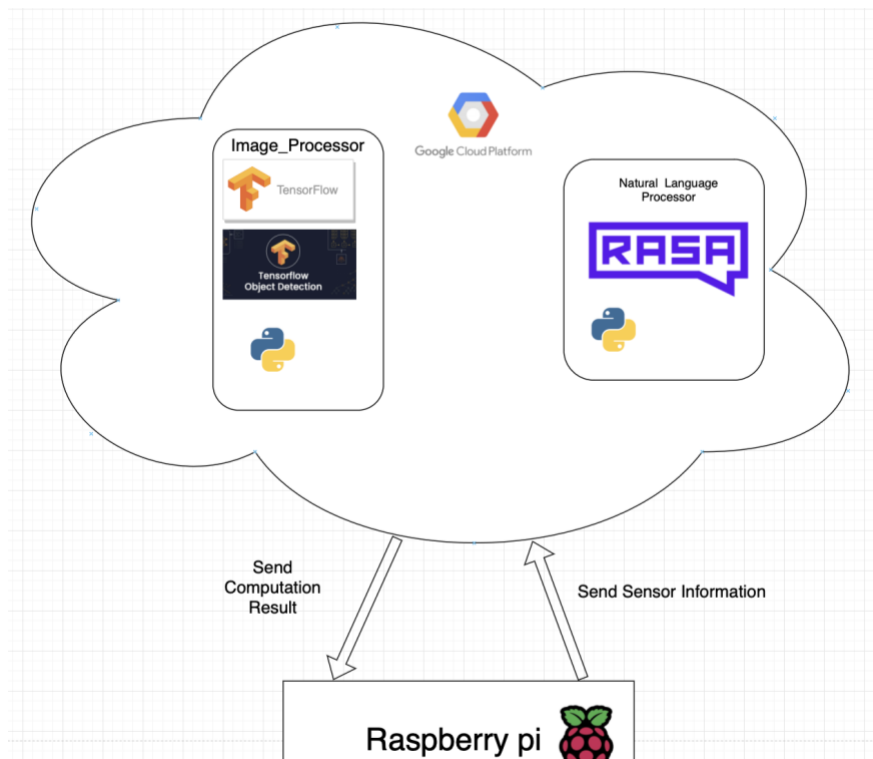 Image_Processor
TensorFlow
Tensorflow
Object Detection
Google Cloud Platform
Natural Language
Processor
RASA
Send
Computation
Result
Send Sensor Information
Raspberry pi